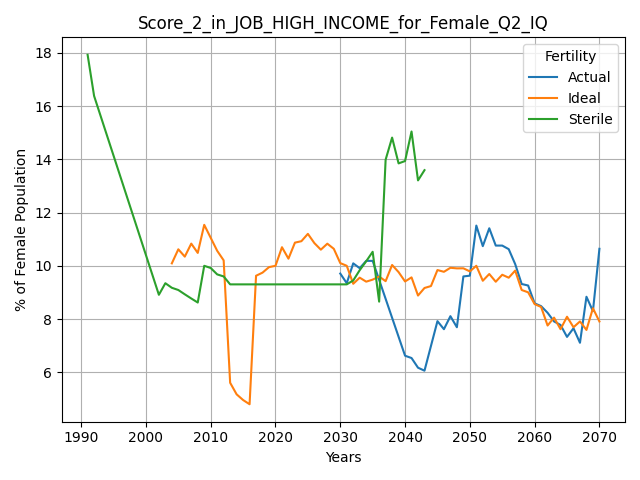 Score_2_in_JOB_HIGH_INCOME_for_Female_Q2_IQ
Fertility
Actual
Ideal
Sterile
% of Female Population
18
16
14
12
10
8
6
1990 2000 2010 2020 2030 2040 2050 2060 2070
Years